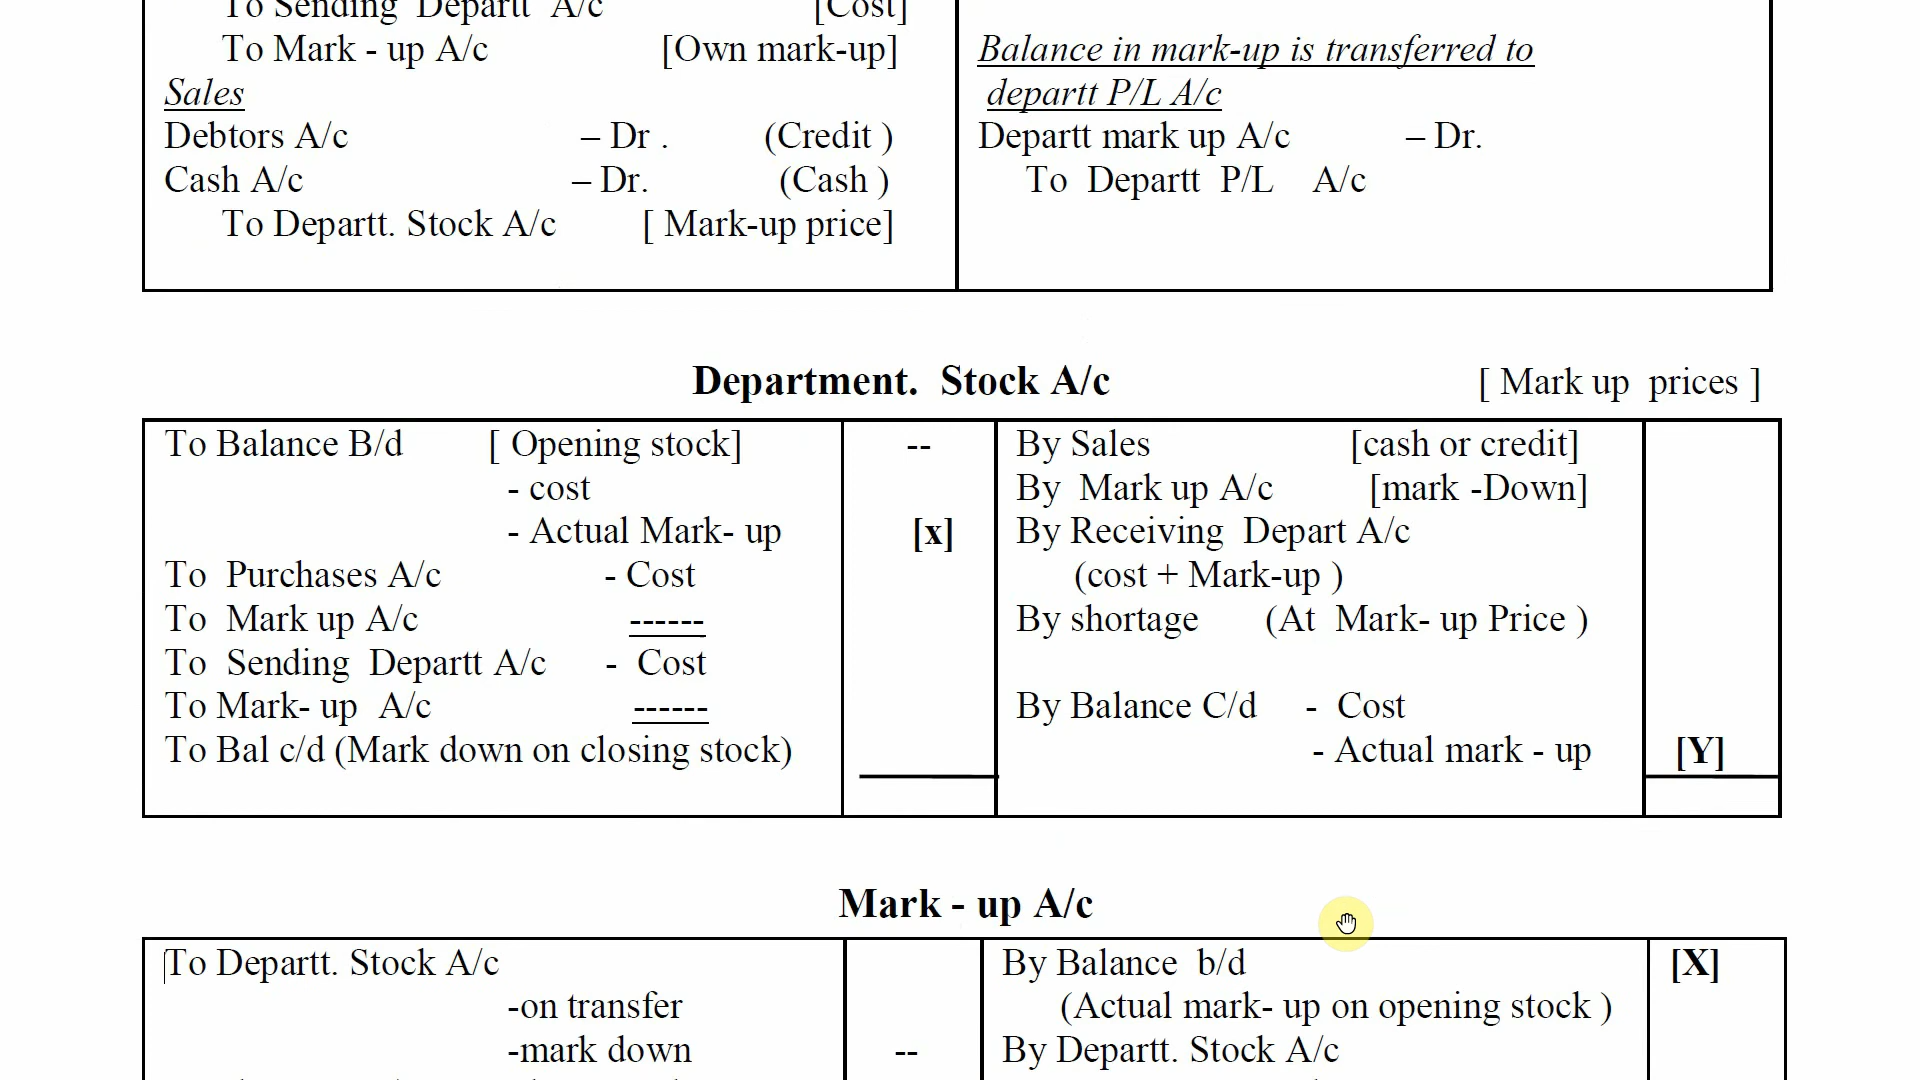 To Sending Departt A/c [Cost]
To Mark - up A/c [Own mark-up]
Sales
Debtors A/c – Dr . (Credit )
Cash A/c – Dr. (Cash )
To Departt. Stock A/c [ Mark-up price]
Balance in mark-up is transferred to
departt P/L A/c
Departt mark up A/c – Dr.
To Departt P/L A/c
Department. Stock A/c [ Mark up prices ]
To Balance B/d [ Opening stock] --
- cost
- Actual Mark- up [x]
To Purchases A/c - Cost
To Mark up A/c ------
To Sending Departt A/c - Cost
To Mark- up A/c ------
To Bal c/d (Mark down on closing stock)
By Sales [cash or credit]
By Mark up A/c [mark -Down]
By Receiving Depart A/c
(cost + Mark-up )
By shortage (At Mark- up Price )
By Balance C/d - Cost
- Actual mark - up [Y]
Mark - up A/c
To Departt. Stock A/c
-on transfer
-mark down --
By Balance b/d [X]
(Actual mark- up on opening stock )
By Departt. Stock A/c